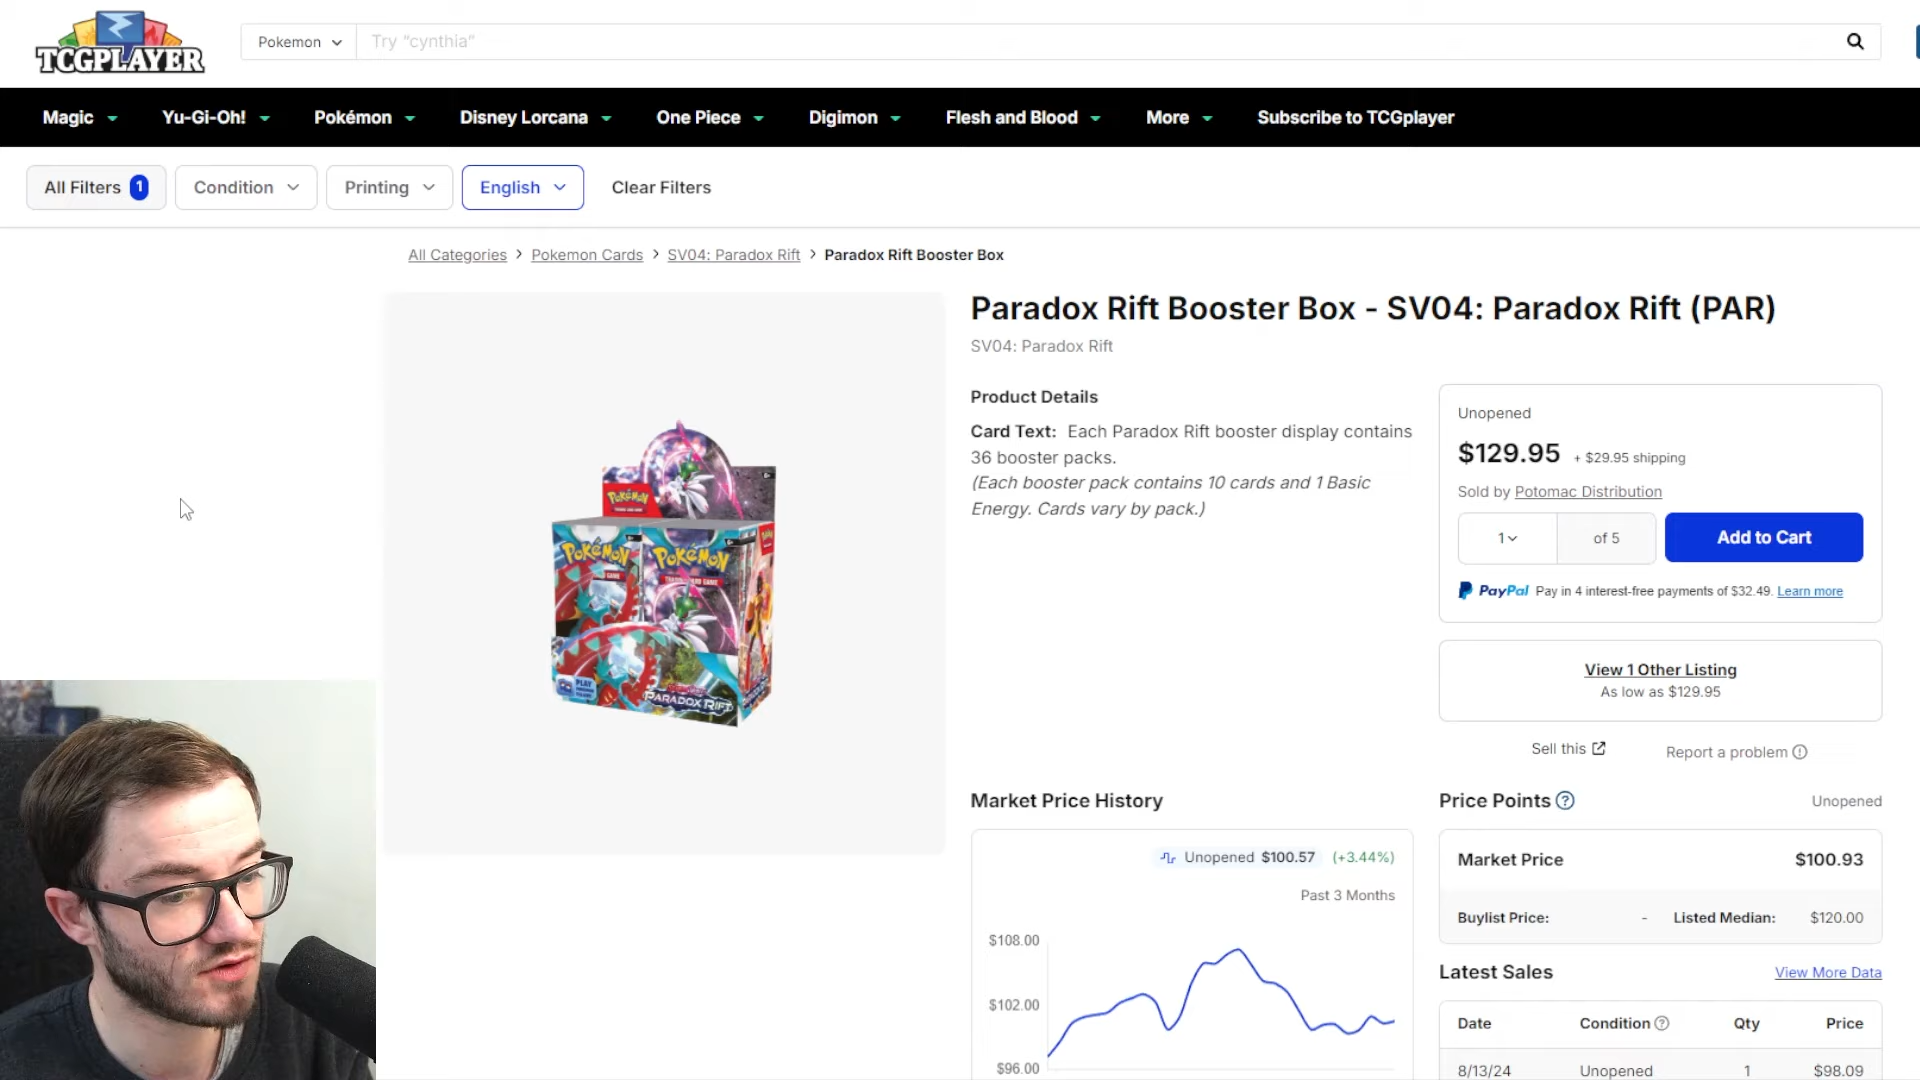 TCGPLAYER
Pokemon
Try "cynthia"
Magic
Yu-Gi-Oh!
Pokémon
Disney Lorcana
One Piece
Digimon
Flesh and Blood
More
Subscribe to TCGplayer
All Filters 1
Condition
Printing
English
Clear Filters
All Categories > Pokemon Cards > SV04: Paradox Rift > Paradox Rift Booster Box
Paradox Rift Booster Box - SV04: Paradox Rift (PAR)
SV04: Paradox Rift
Product Details
Card Text: Each Paradox Rift booster display contains
36 booster packs.
(Each booster pack contains 10 cards and 1 Basic
Energy. Cards vary by pack.)
Unopened
$129.95 + $29.95 shipping
Sold by Potomac Distribution
1 of 5
Add to Cart
PayPal Pay in 4 interest-free payments of $32.49. Learn more
View 1 Other Listing
As low as $129.95
Sell this
Report a problem
Pokémon
Pokémon
Pokémon
PLAY
PARADOX RIFT
Market Price History
Unopened $100.57 (+3.44%)
Past 3 Months
$108.00
$102.00
$96.00
Price Points ?
Unopened
Market Price $100.93
Buylist Price: - Listed Median: $120.00
Latest Sales
View More Data
Date Condition ? Qty Price
8/13/24 Unopened 1 $98.09